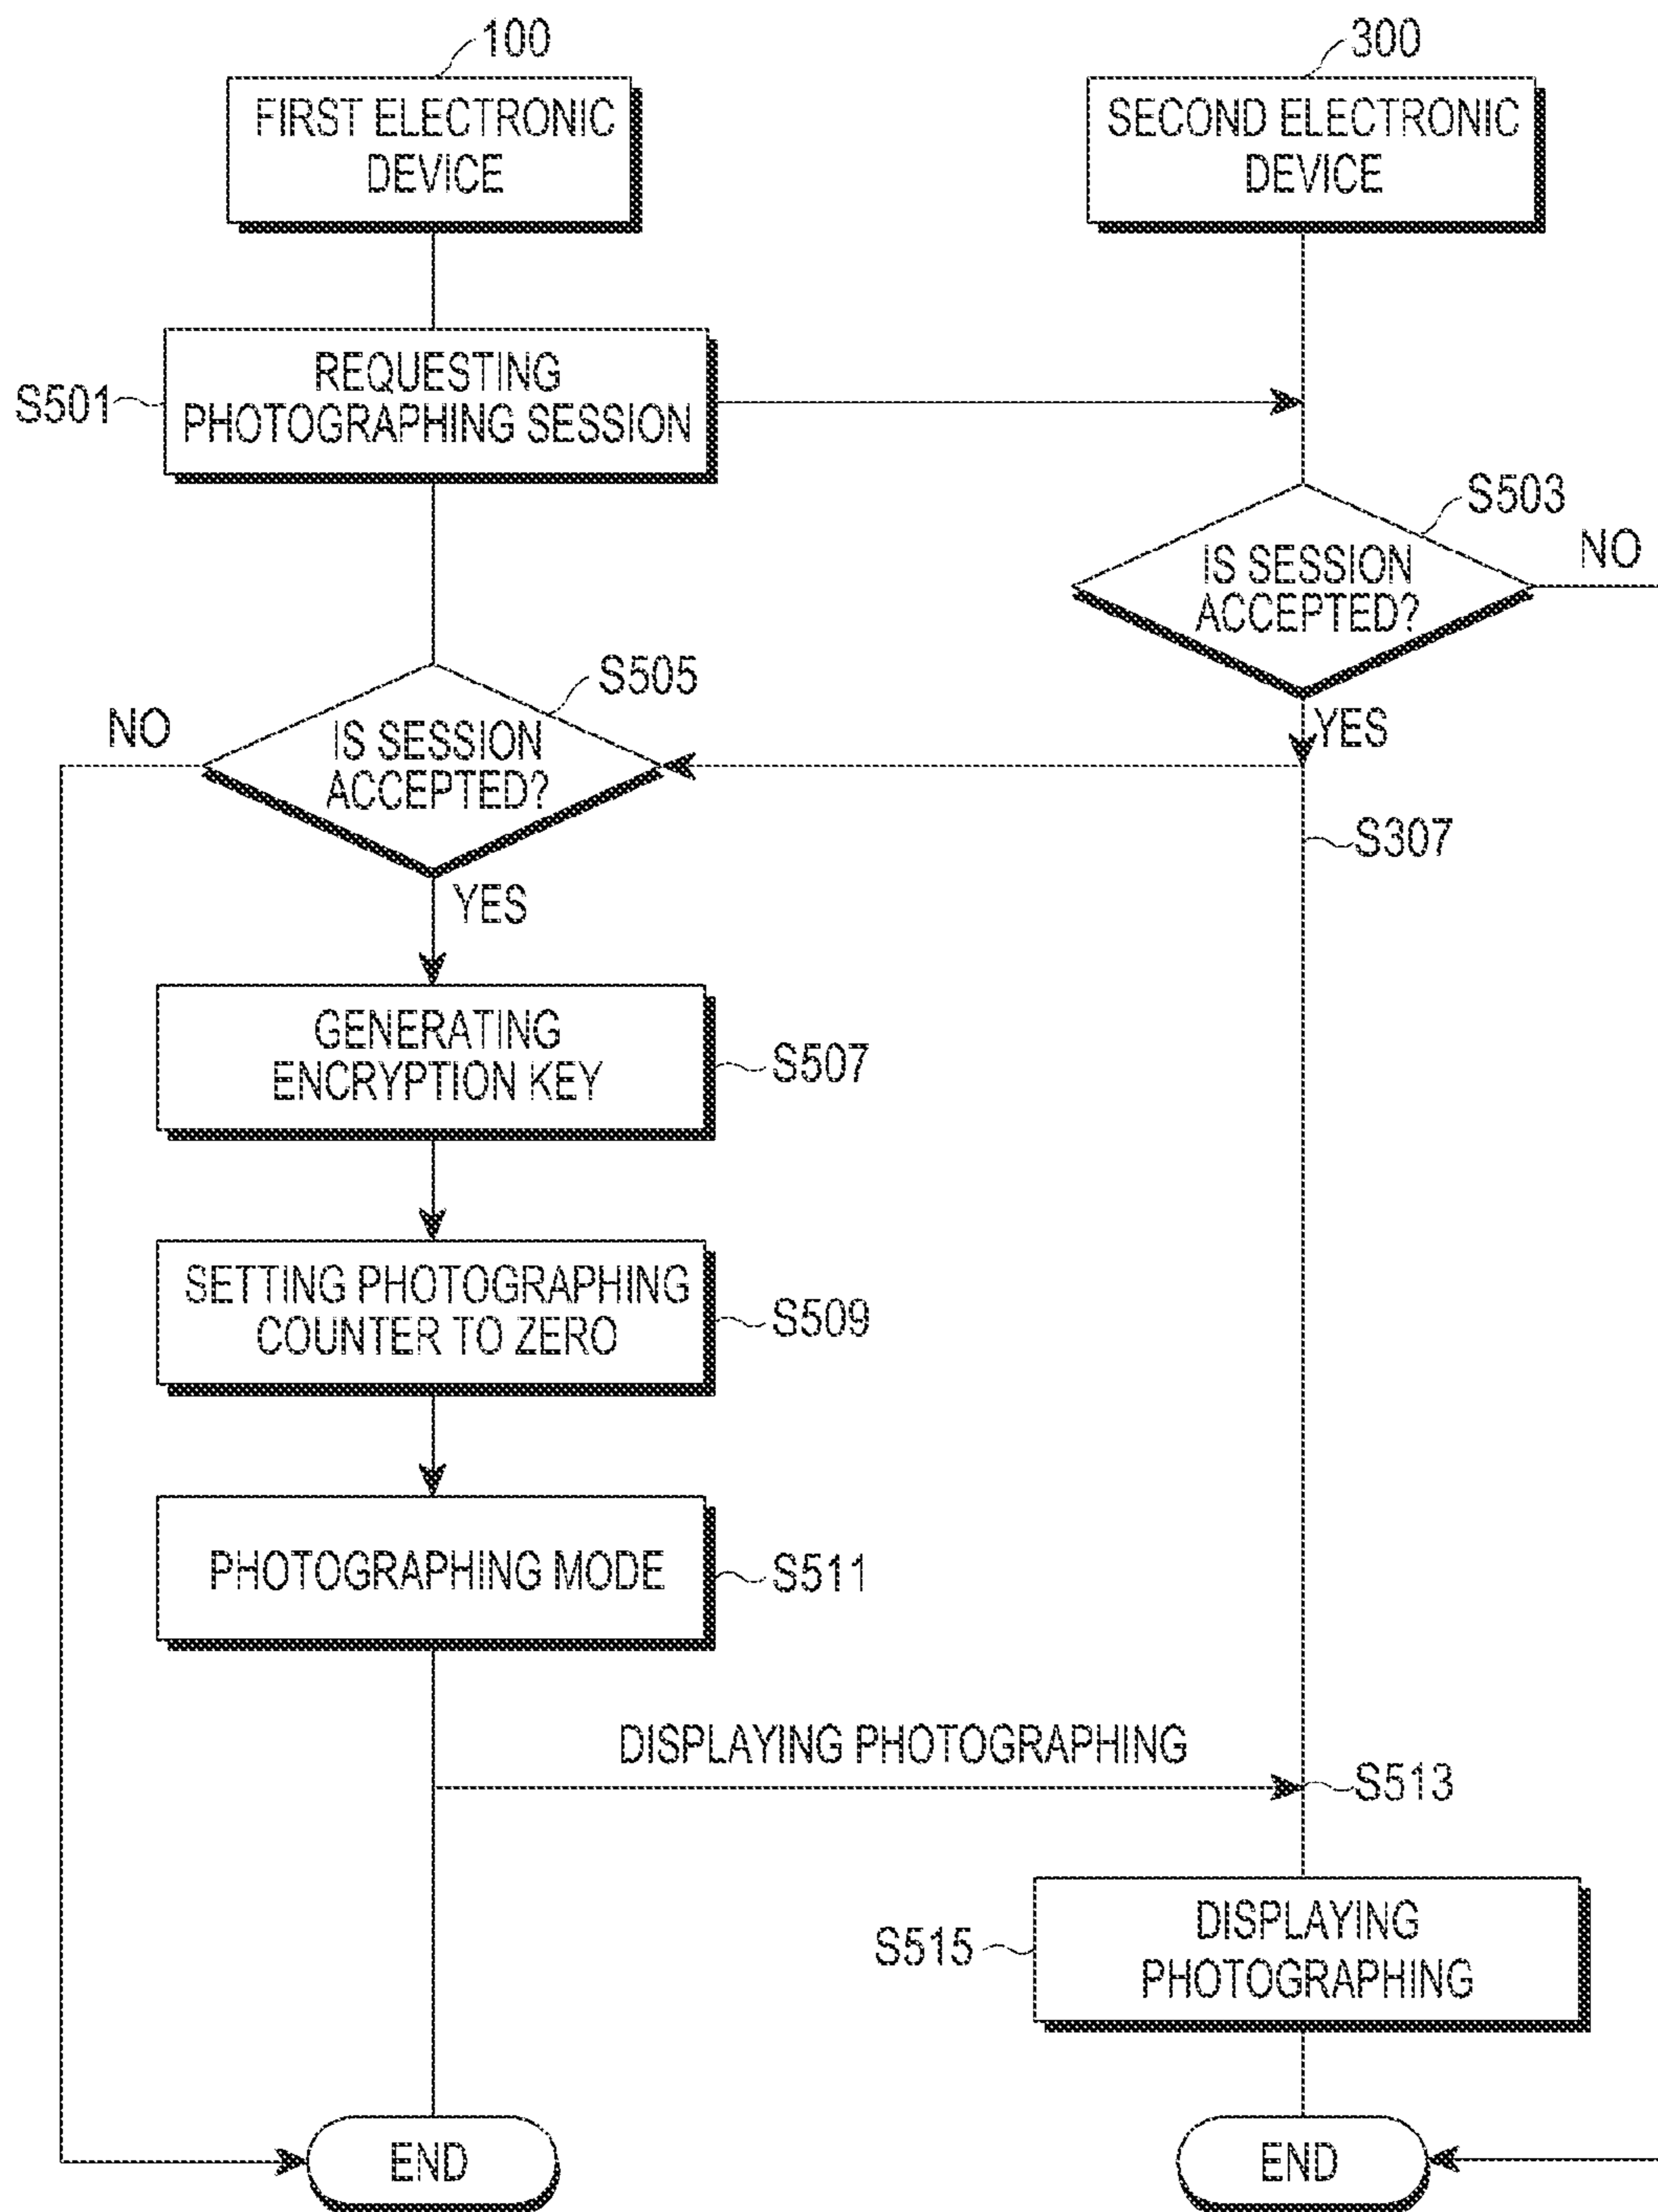 100
300
FIRST ELECTRONIC
DEVICE
SECOND ELECTRONIC
DEVICE
S501
REQUESTING
PHOTOGRAPHING SESSION
S503
IS SESSION
ACCEPTED?
NO
YES
S505
NO
IS SESSION
ACCEPTED?
YES
S307
GENERATING
ENCRYPTION KEY
S507
SETTING PHOTOGRAPHING
COUNTER TO ZERO
S509
PHOTOGRAPHING MODE
S511
DISPLAYING PHOTOGRAPHING
S513
S515
DISPLAYING
PHOTOGRAPHING
END
END